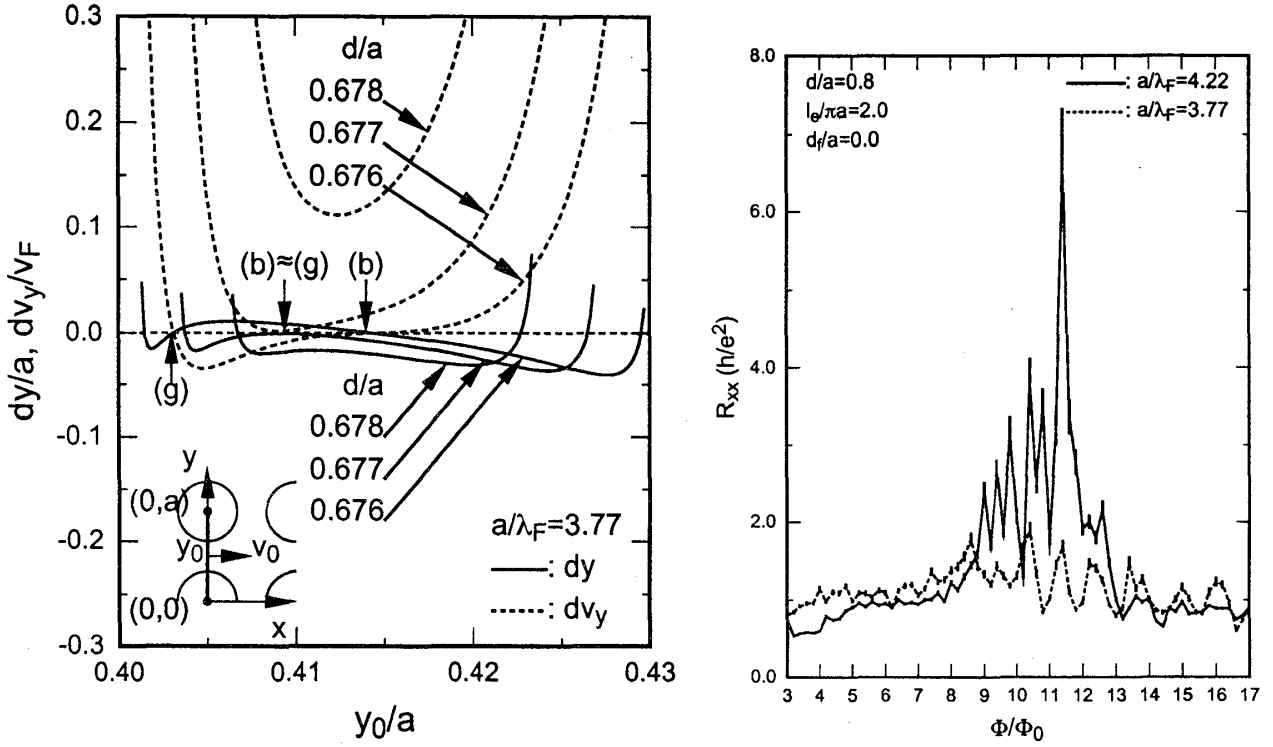 0.3
0.2
0.1
0.0
-0.1
-0.2
-0.3
dy/a, dv_y/v_F
d/a
0.678
0.677
0.676
(b)≈(g)
(b)
(g)
d/a
0.678
0.677
0.676
y
(0,a)
y_0
v_0
(0,0)
x
a/λ_F=3.77
: dy
: dv_y
0.40
0.41
0.42
0.43
y_0/a
8.0
6.0
4.0
2.0
0.0
R_xx (h/e²)
d/a=0.8
l_e/πa=2.0
d_f/a=0.0
: a/λ_F=4.22
: a/λ_F=3.77
3 4 5 6 7 8 9 10 11 12 13 14 15 16 17
Φ/Φ_0